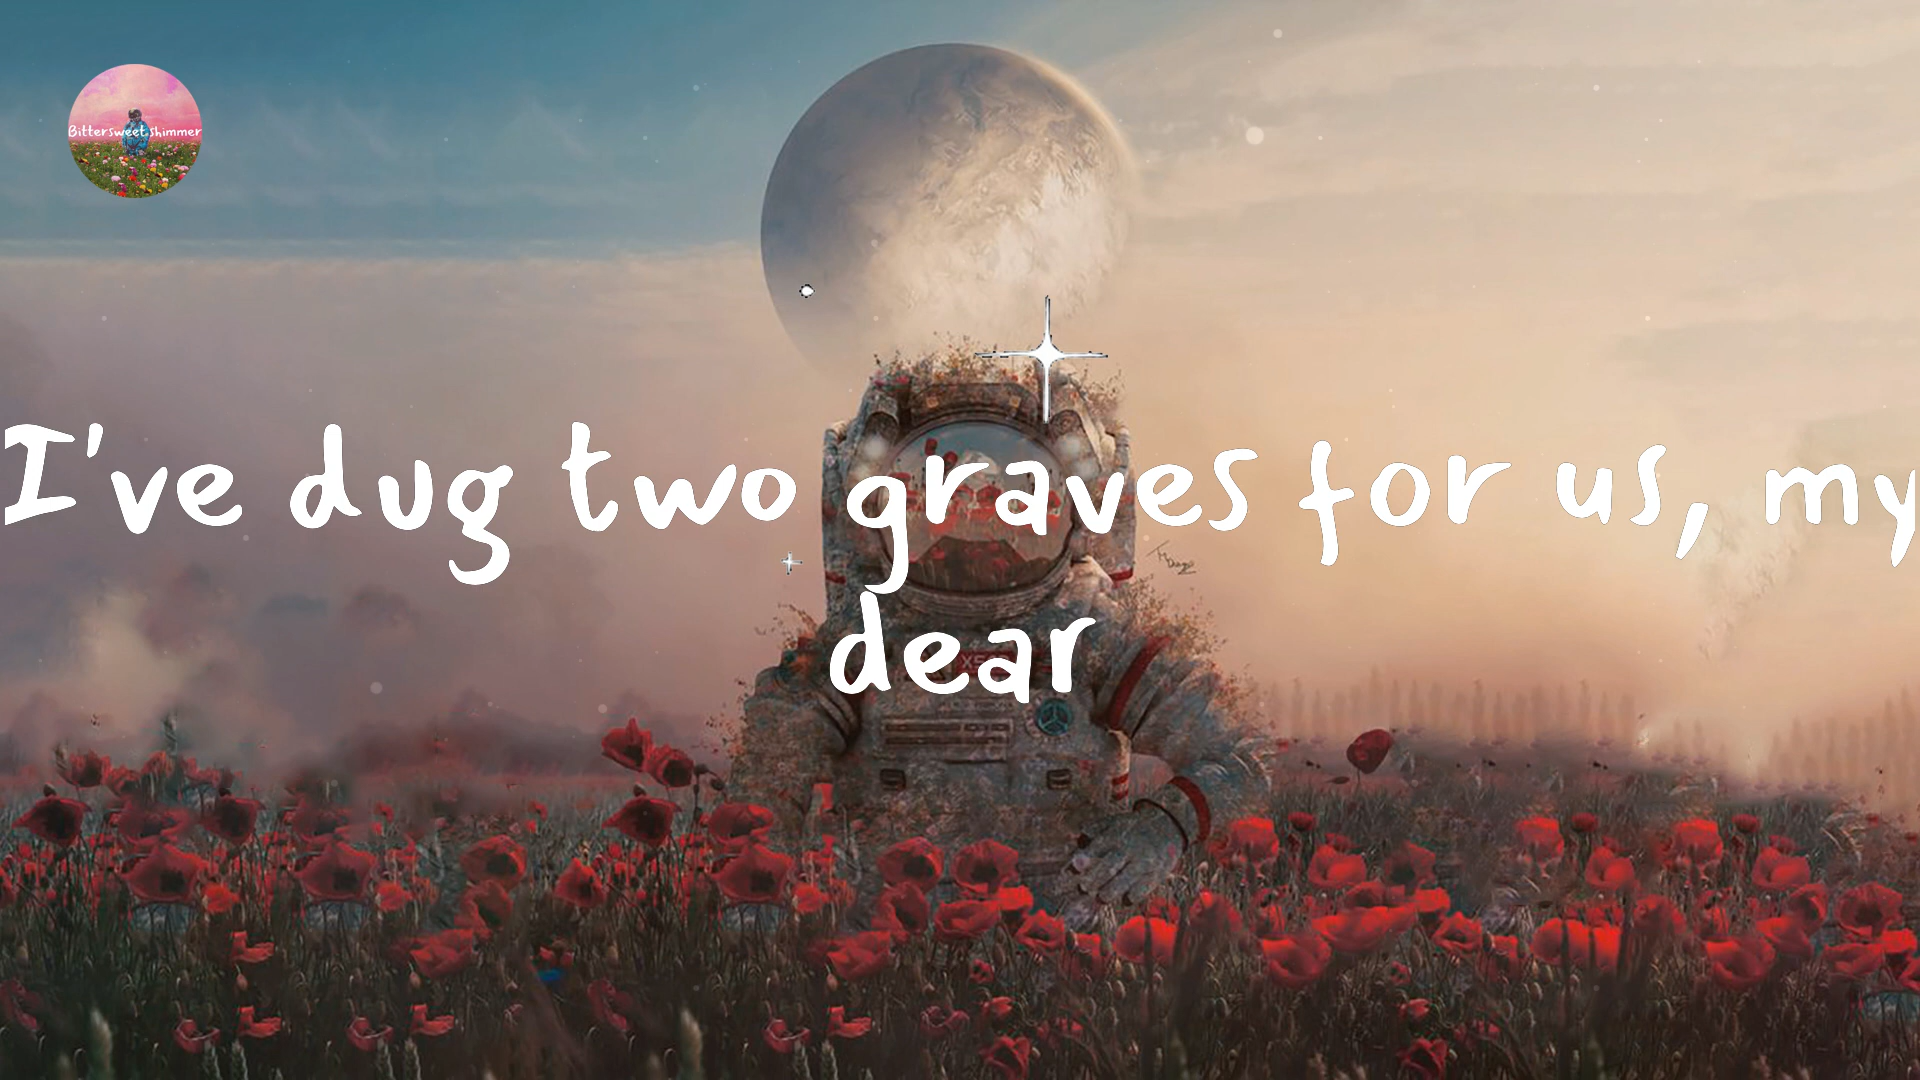 Bittersweet shimmer
I've dug two graves for us, my
dear